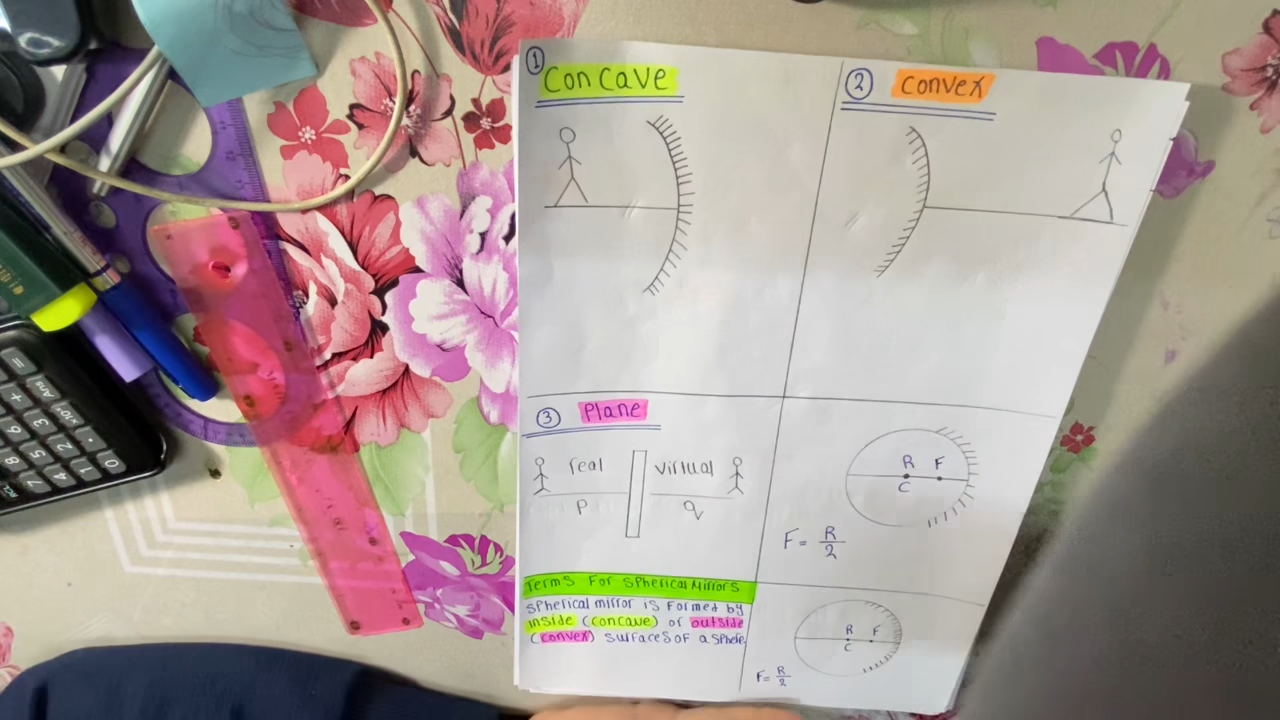 1
Concave
2
Convex
3
Plane
real
virtual
P
q
R F
C
F = R/2
Terms For Spherical Mirrors
Spherical mirror is Formed by
inside (concave) or outside
(convex) surfaces of a sphere.
R F
C
F = R/2